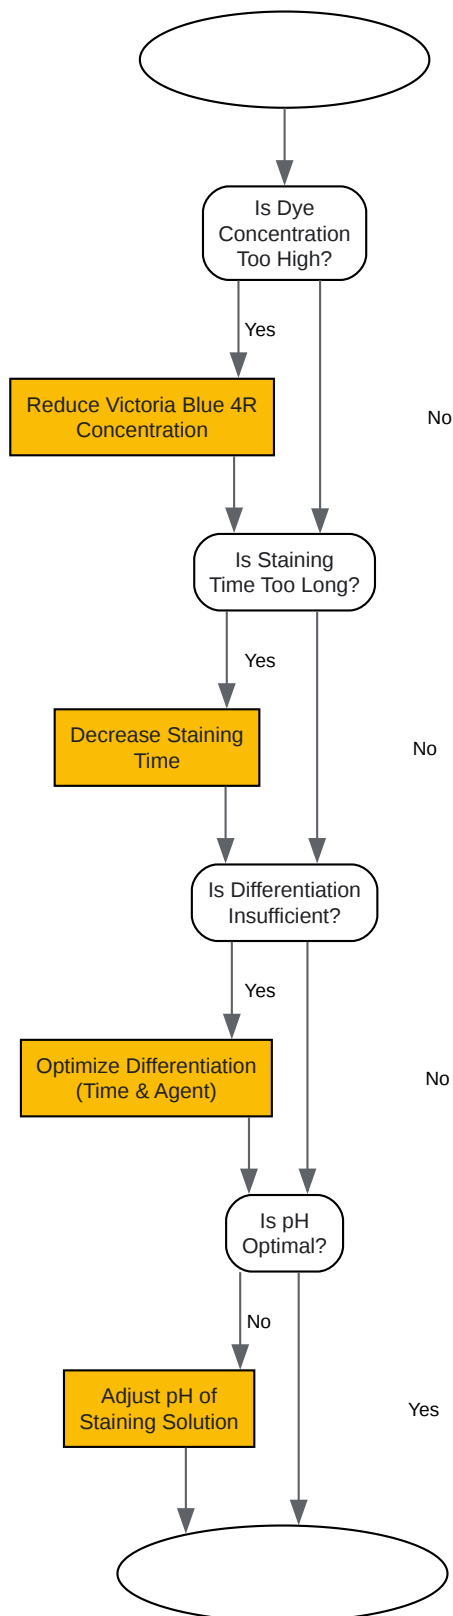 Is Dye
Concentration
Too High?
Yes
Reduce Victoria Blue 4R
Concentration
No
Is Staining
Time Too Long?
Yes
Decrease Staining
Time
No
Is Differentiation
Insufficient?
Yes
Optimize Differentiation
(Time & Agent)
No
Is pH
Optimal?
No
Adjust pH of
Staining Solution
Yes